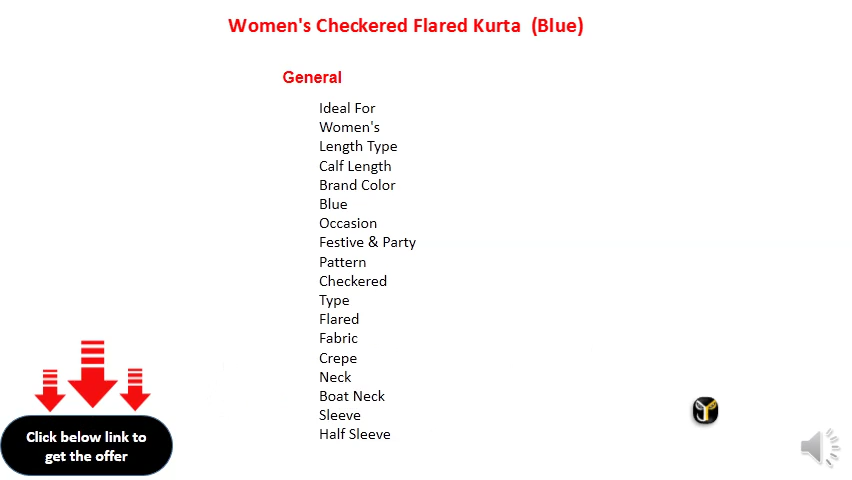 Women's Checkered Flared Kurta (Blue)
General
Ideal For
Women's
Length Type
Calf Length
Brand Color
Blue
Occasion
Festive & Party
Pattern
Checkered
Type
Flared
Fabric
Crepe
Neck
Boat Neck
Sleeve
Half Sleeve
Click below link to
get the offer